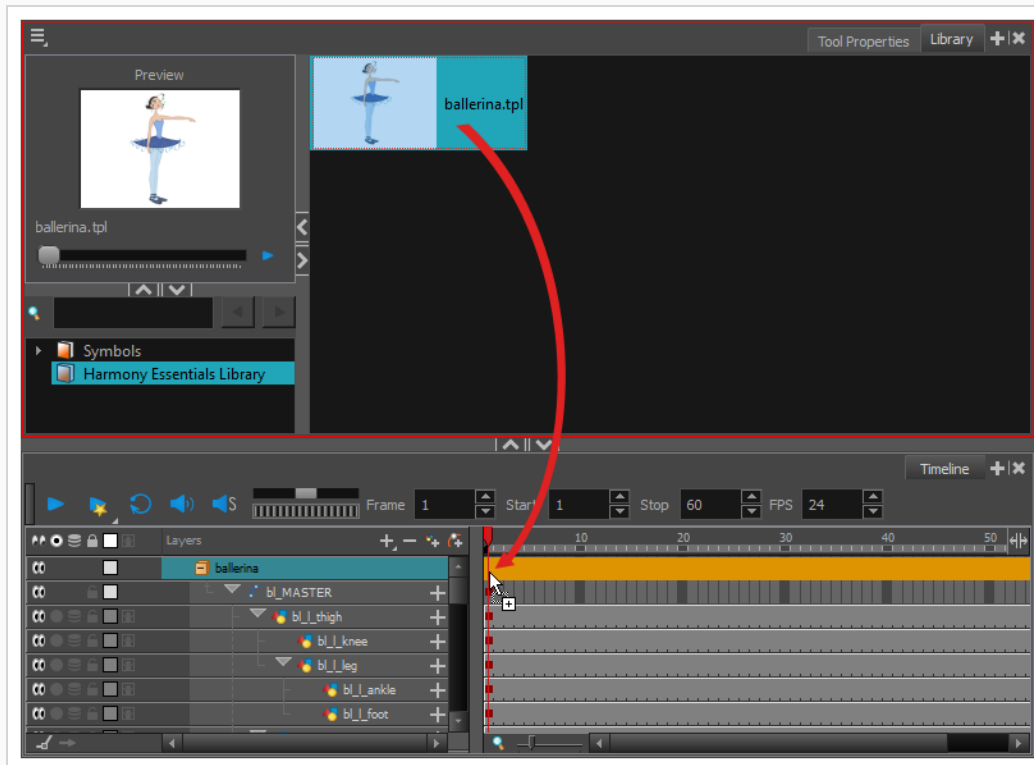 Tool Properties Library
Preview
ballerina.tpl
ballerina.tpl
Symbols
Harmony Essentials Library
Timeline
S Frame 1 Start 1 Stop 60 FPS 24
Layers 10 20 30 40 50
ballerina
bl_MASTER
bl_l_thigh
bl_l_knee
bl_l_leg
bl_l_ankle
bl_l_foot